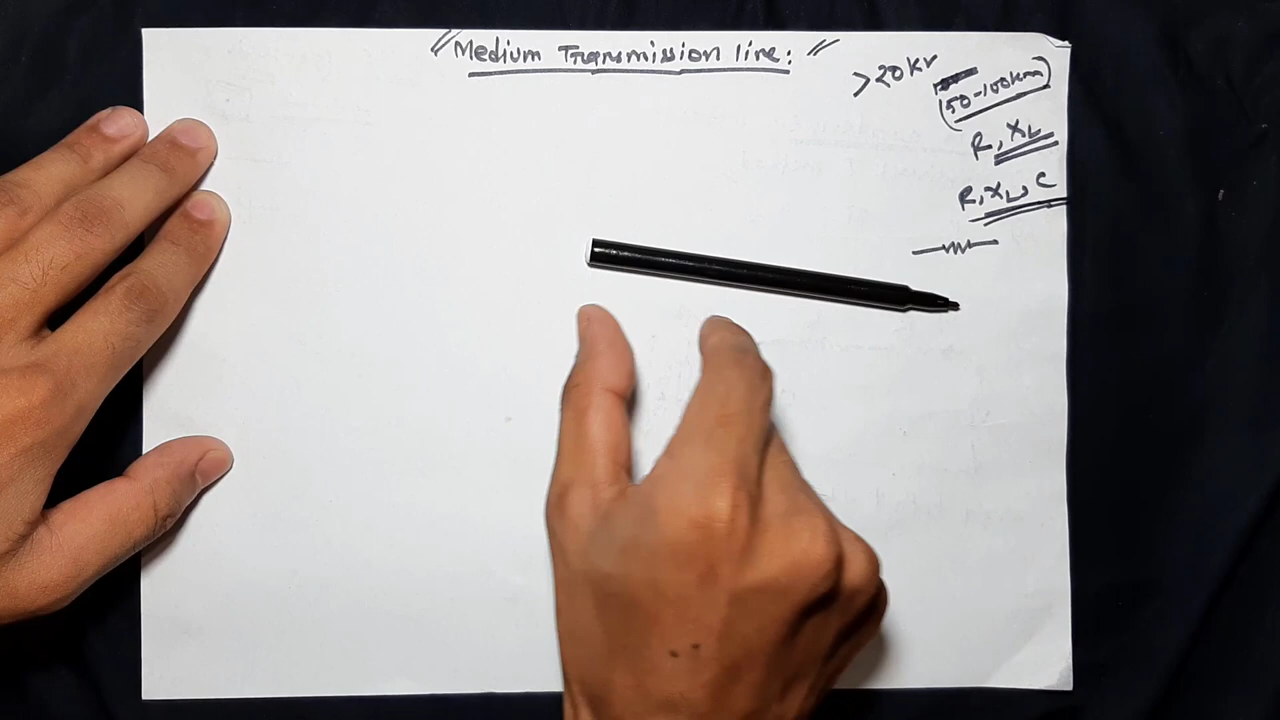 "Medium Transmission line: "
>20kv
(50-100km)
R, XL
R, XL, C